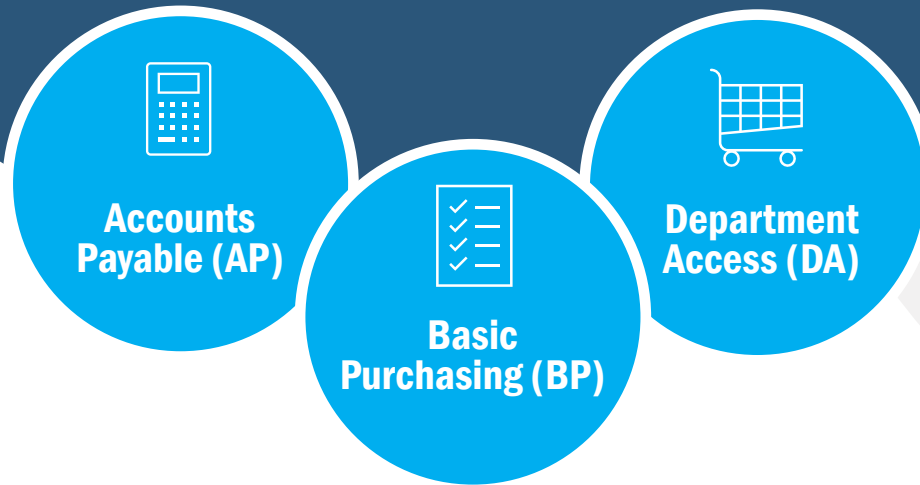 Accounts
Payable (AP)
Basic
Purchasing (BP)
Department
Access (DA)